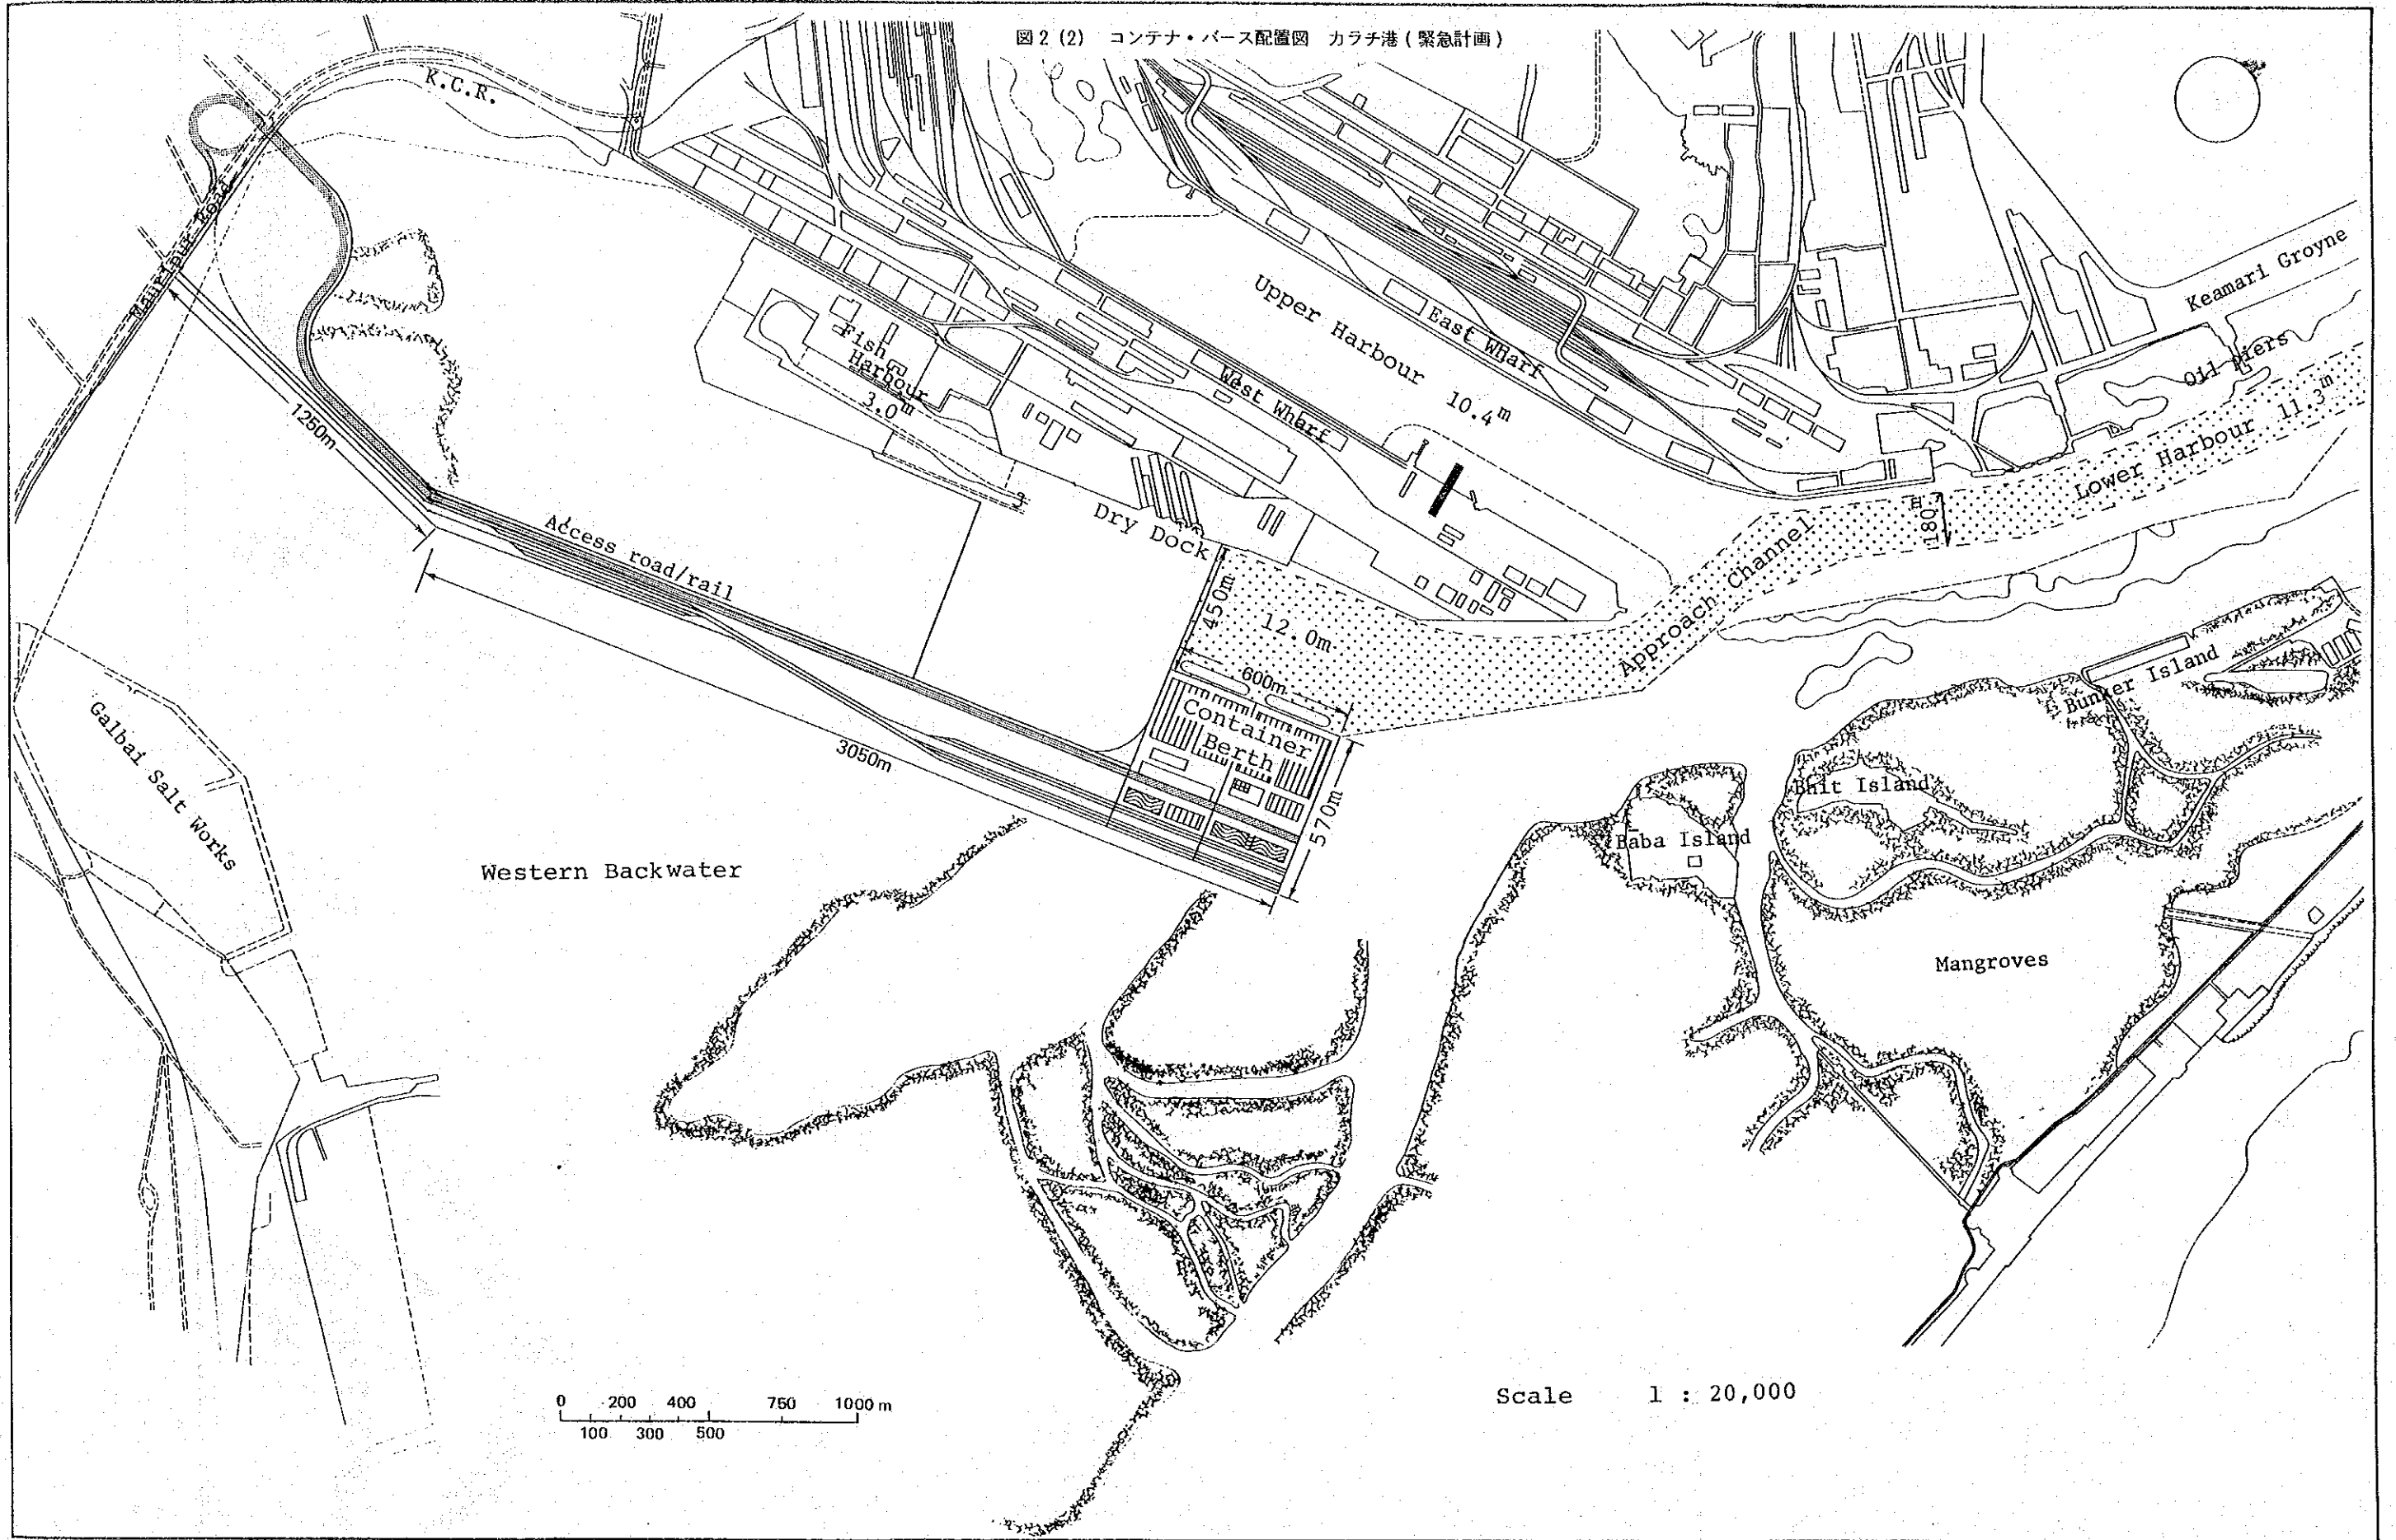 図2 (2) コンテナ・バース配置図 カラチ港 (緊急計画)
K.C.R.
Mauripur Road
1250m
Fish
Harbour
3.0m
Upper Harbour 10.4m
East Wharf
West Wharf
Keamari Groyne
Oil Piers
Lower Harbour 11.3m
180
Approach Channel
Dry Dock
Access road/rail
450m
12.0m
600m
Container
Berth
570m
3050m
Bunker Island
Bhit Island
Baba Island
Galbai Salt Works
Western Backwater
Mangroves
0 200 400 750 1000 m
100 300 500
Scale 1 : 20,000